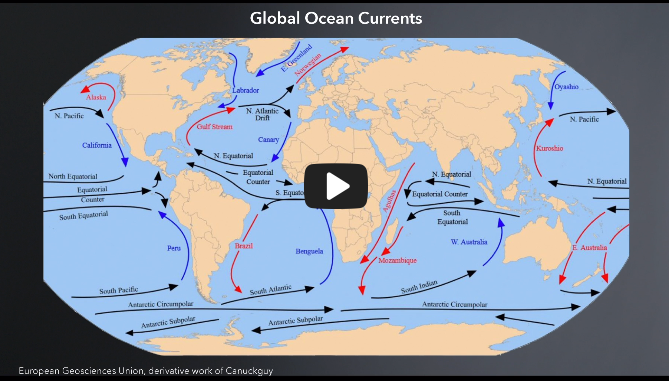 Global Ocean Currents
E. Greenland
Norwegian
Labrador
Alaska
Oyashio
N. Pacific
N. Atlantic
Drift
N. Pacific
Gulf Stream
California
Canary
Kuroshio
N. Equatorial
North Equatorial
Equatorial
Counter
N. Equatorial
N. Equatorial
Equatorial
Counter
S. Equato
Equatorial Counter
Agulhas
South Equatorial
South
Equatorial
Peru
Brazil
Benguela
W. Australia
E. Australia
Mozambique
South Pacific
South Atlantic
South Indian
Antarctic Circumpolar
Antarctic Circumpolar
Antarctic Subpolar
Antarctic Subpolar
European Geosciences Union, derivative work of Canuckguy